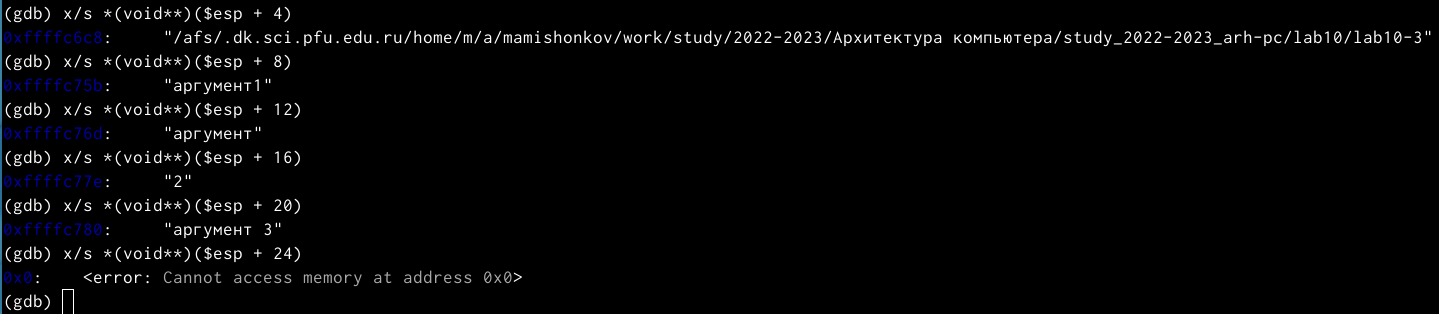 (gdb) x/s *(void**)($esp + 4)
0xffffc6c8: "/afs/.dk.sci.pfu.edu.ru/home/m/a/mamishonkov/work/study/2022-2023/Архитектура компьютера/study_2022-2023_arh-pc/lab10/lab10-3"
(gdb) x/s *(void**)($esp + 8)
0xffffc75b: "аргумент1"
(gdb) x/s *(void**)($esp + 12)
0xffffc76d: "аргумент"
(gdb) x/s *(void**)($esp + 16)
0xffffc77e: "2"
(gdb) x/s *(void**)($esp + 20)
0xffffc780: "аргумент 3"
(gdb) x/s *(void**)($esp + 24)
0x0: <error: Cannot access memory at address 0x0>
(gdb)